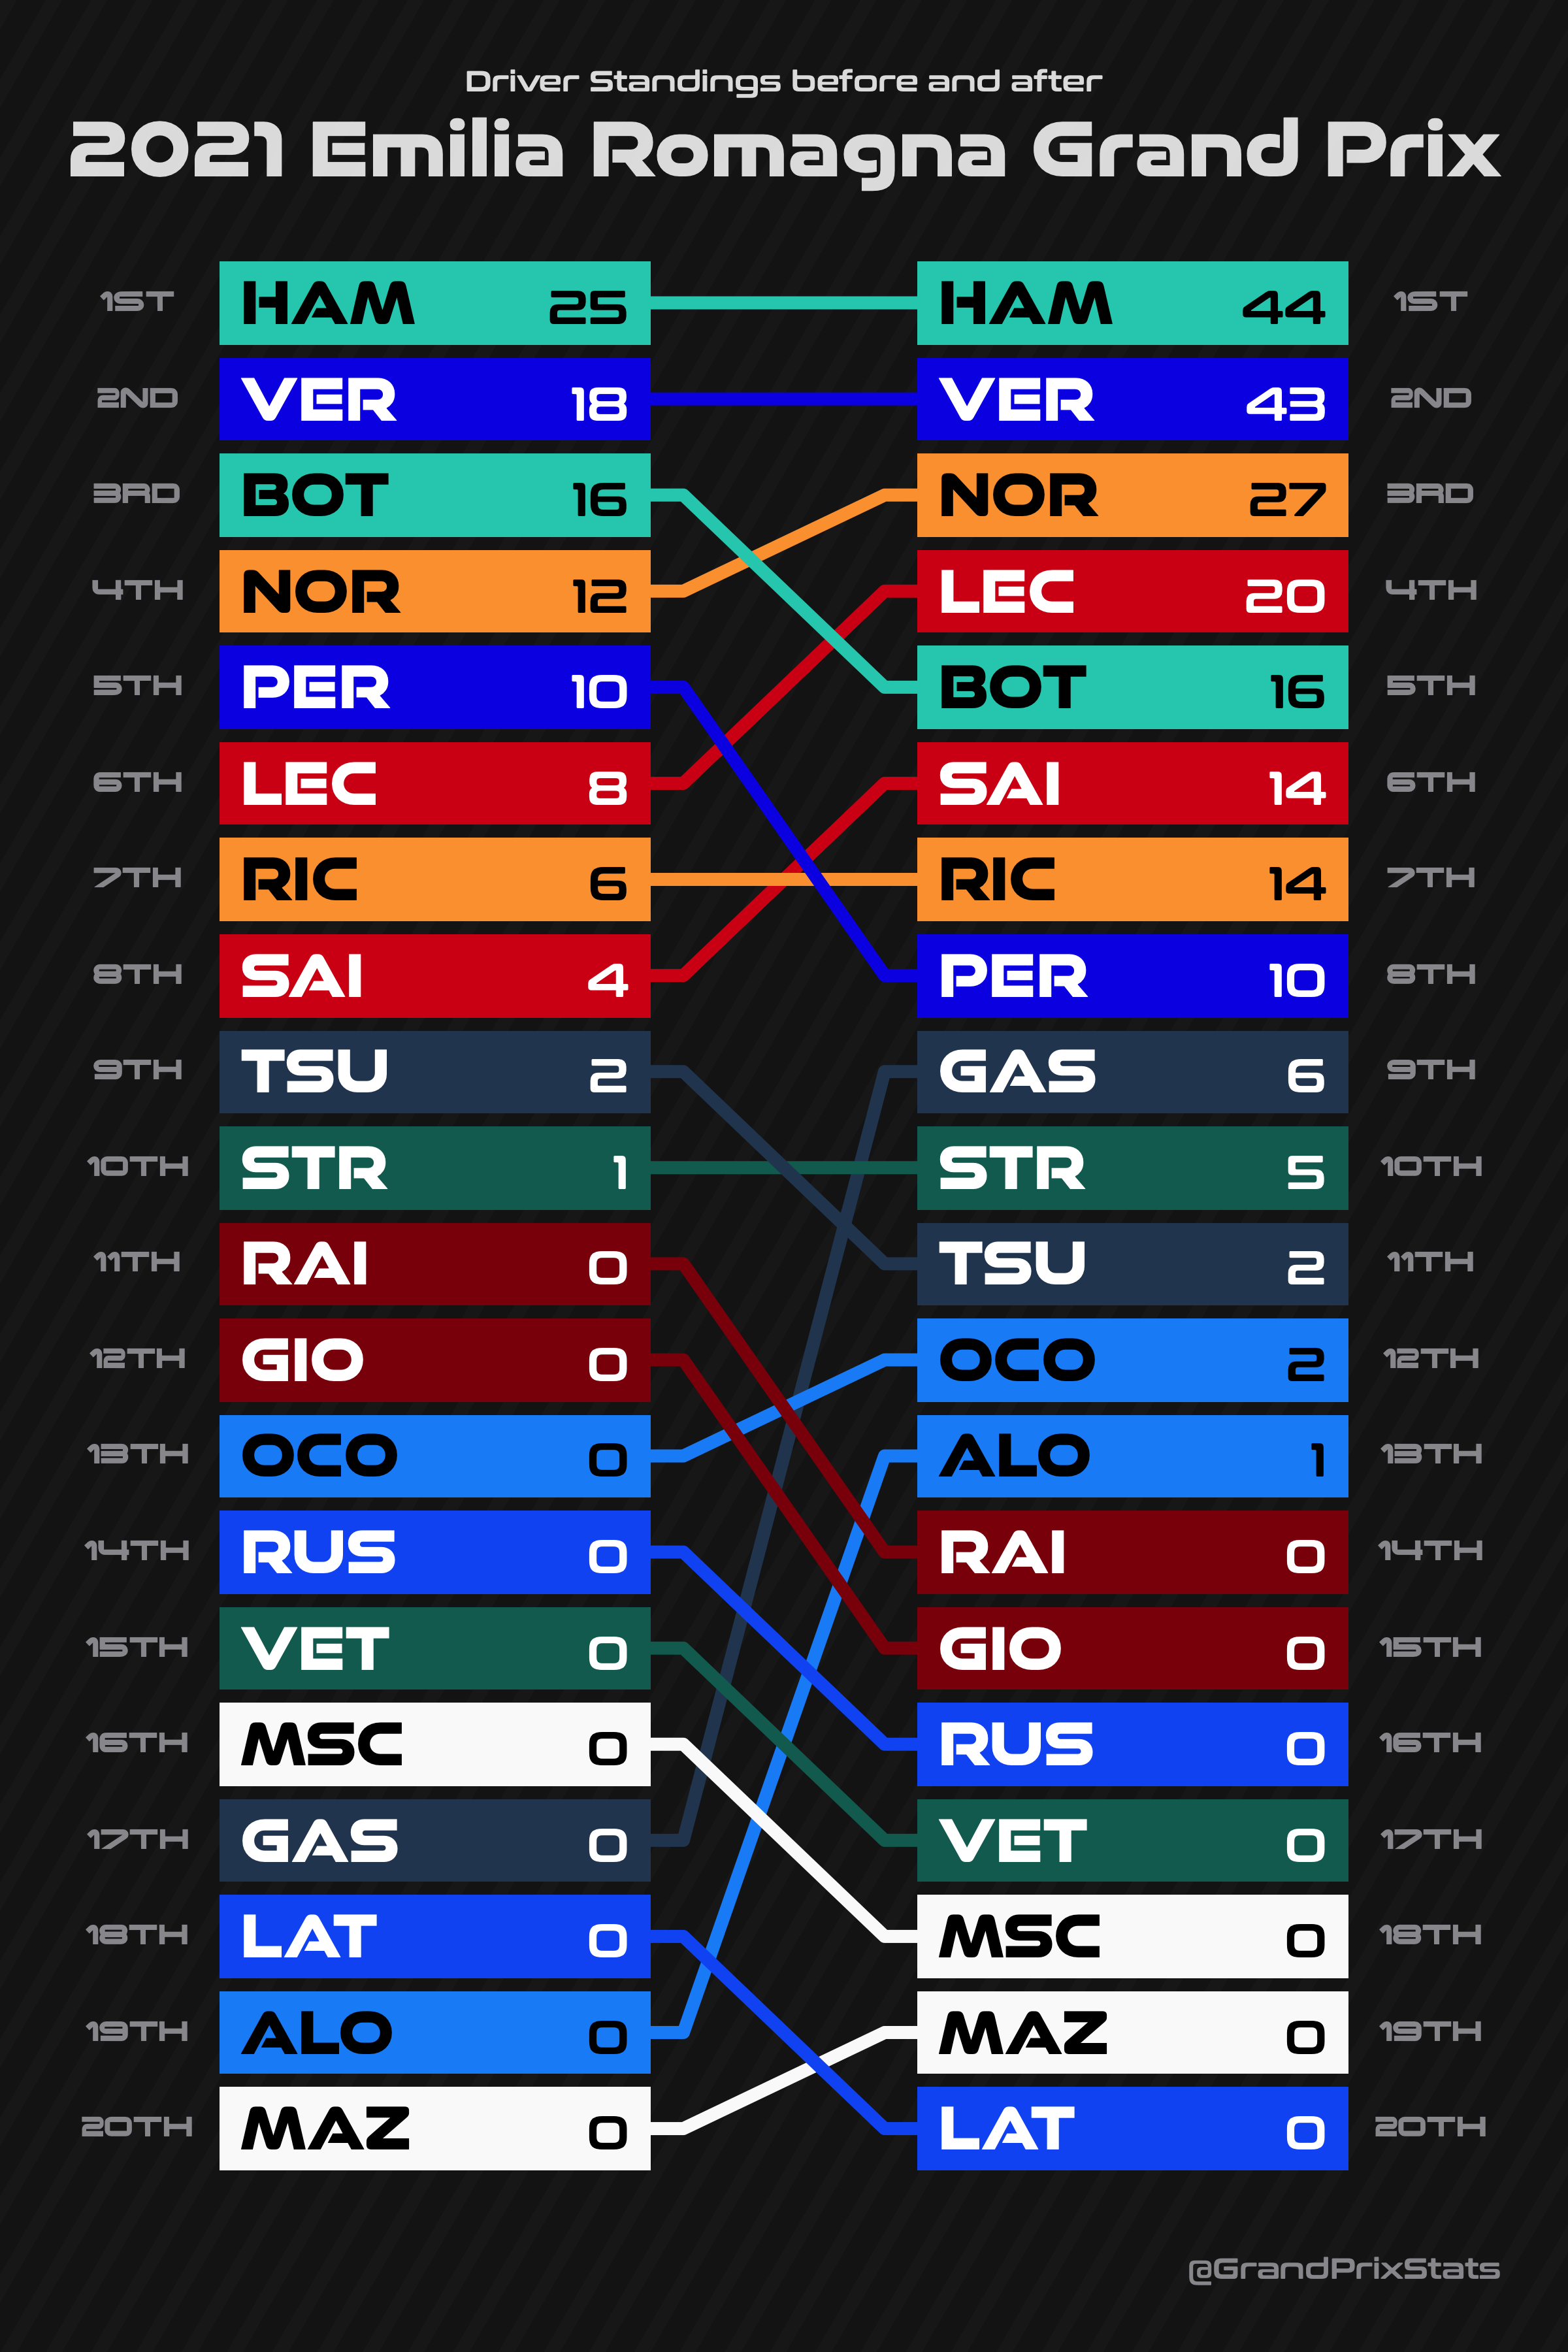 Driver Standings before and after
2021 Emilia Romagna Grand Prix
1ST HAM 25 HAM 44 1ST
2ND VER 18 VER 43 2ND
3RD BOT 16 NOR 27 3RD
4TH NOR 12 LEC 20 4TH
5TH PER 10 BOT 16 5TH
6TH LEC 8 SAI 14 6TH
7TH RIC 6 RIC 14 7TH
8TH SAI 4 PER 10 8TH
9TH TSU 2 GAS 6 9TH
10TH STR 1 STR 5 10TH
11TH RAI 0 TSU 2 11TH
12TH GIO 0 OCO 2 12TH
13TH OCO 0 ALO 1 13TH
14TH RUS 0 RAI 0 14TH
15TH VET 0 GIO 0 15TH
16TH MSC 0 RUS 0 16TH
17TH GAS 0 VET 0 17TH
18TH LAT 0 MSC 0 18TH
19TH ALO 0 MAZ 0 19TH
20TH MAZ 0 LAT 0 20TH
@GrandPrixStats